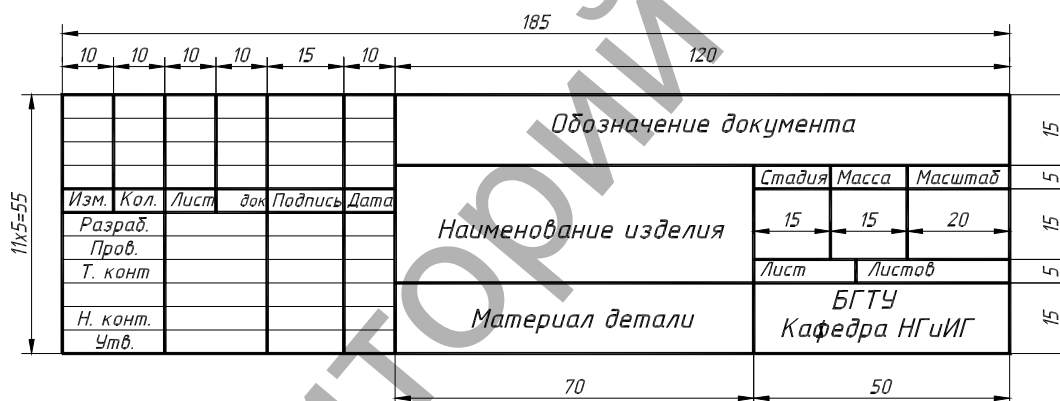 185
10 10 10 10 15 10 120
Обозначение документа
15
Стадия Масса Масштаб
5
Изм. Кол. Лист док Подпись Дата
11х5=55
Разраб.
Наименование изделия
15 15 20
15
Пров.
Т. конт
Лист Листов
5
БГТУ
Н. конт.
Материал детали
Кафедра НГиИГ
15
Утв.
70 50